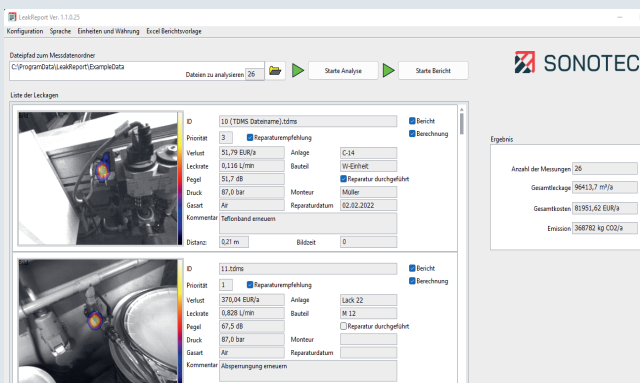 LeakReport Ver. 1.1.0.25
Konfiguration Sprache Einheiten und Währung Excel Berichtsvorlage
Dateipfad zum Messdatenordner
C:\ProgramData\LeakReport\ExampleData
Dateien zu analysieren 26 Starte Analyse Starte Bericht
SONOTEC
Liste der Leckagen
ID 10 (TDMS Dateiname).tdms Bericht
Priorität 3 Reparaturempfehlung Berechnung
Verlust 51,79 EUR/a Anlage C-14
Leckrate 0,116 L/min Bauteil W-Einheit
Pegel 51,7 dB Reparatur durchgeführt
Druck 87,0 bar Monteur Müller
Gasart Air Reparaturdatum 02.02.2022
Kommentar Teflonband erneuern
Distanz: 0,21 m Bildzeit 0
ID 11.tdms Bericht
Priorität 1 Reparaturempfehlung Berechnung
Verlust 370,04 EUR/a Anlage Lack 22
Leckrate 0,828 L/min Bauteil M 12
Pegel 67,5 dB Reparatur durchgeführt
Druck 87,0 bar Monteur
Gasart Air Reparaturdatum
Kommentar Absperrungung erneuern
Ergebnis
Anzahl der Messungen 26
Gesamtleckage 96413,7 m³/a
Gesamtkosten 81951,62 EUR/a
Emission 368782 kg CO2/a